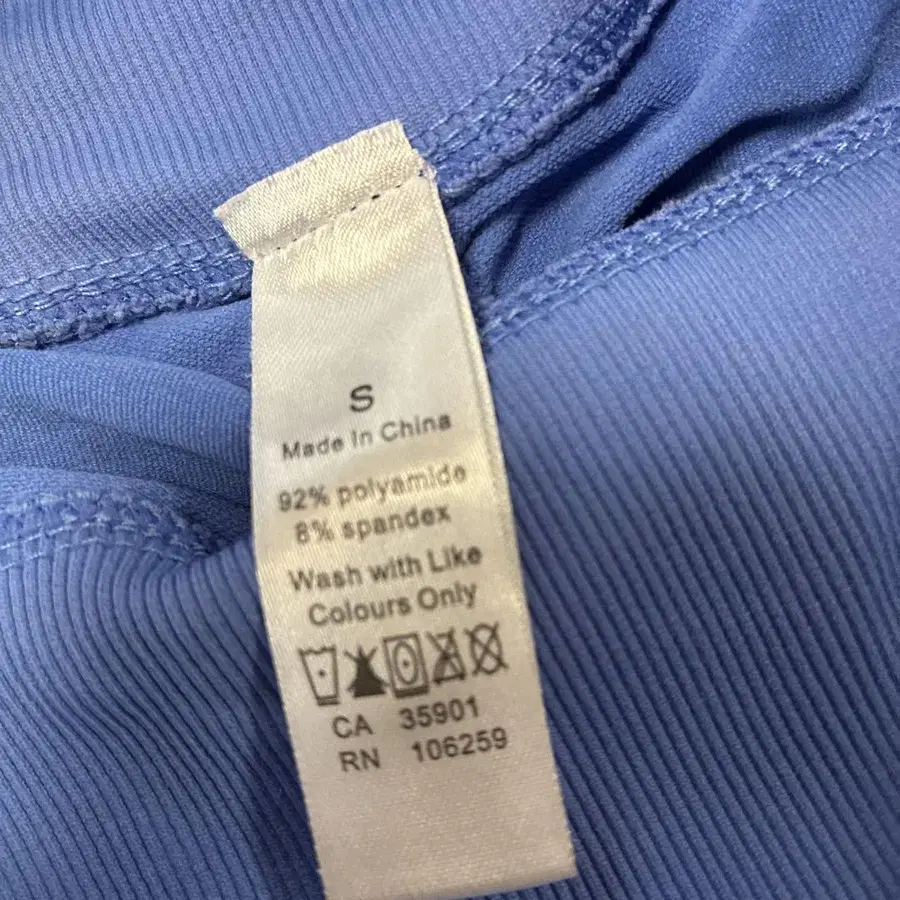 S
Made In China
92% polyamide
8% spandex
Wash with Like
Colours Only
CA 35901
RN 106259